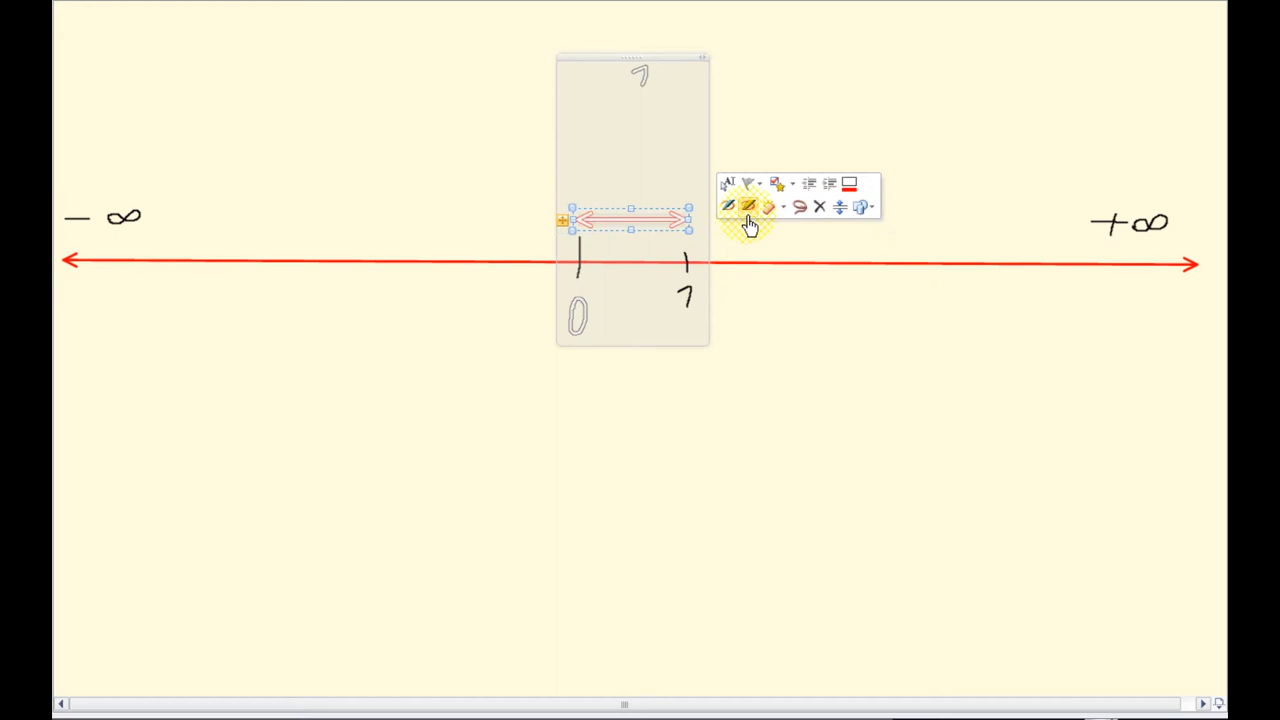 1
- ∞ +∞
0 1